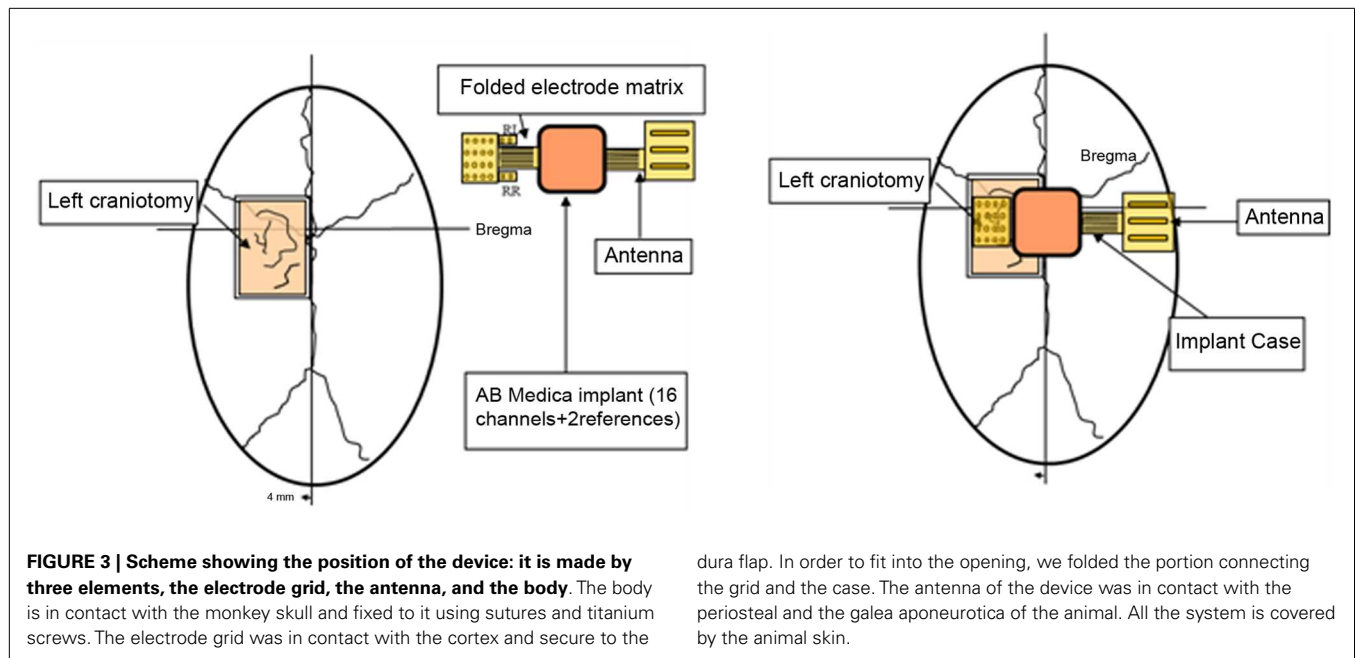 Folded electrode matrix
RI
RR
Left craniotomy
Bregma
Antenna
AB Medica implant (16
channels+2references)
4 mm
Bregma
Left craniotomy
Antenna
Implant Case
FIGURE 3 | Scheme showing the position of the device: it is made by
three elements, the electrode grid, the antenna, and the body. The body
is in contact with the monkey skull and fixed to it using sutures and titanium
screws. The electrode grid was in contact with the cortex and secure to the
dura flap. In order to fit into the opening, we folded the portion connecting
the grid and the case. The antenna of the device was in contact with the
periosteal and the galea aponeurotica of the animal. All the system is covered
by the animal skin.